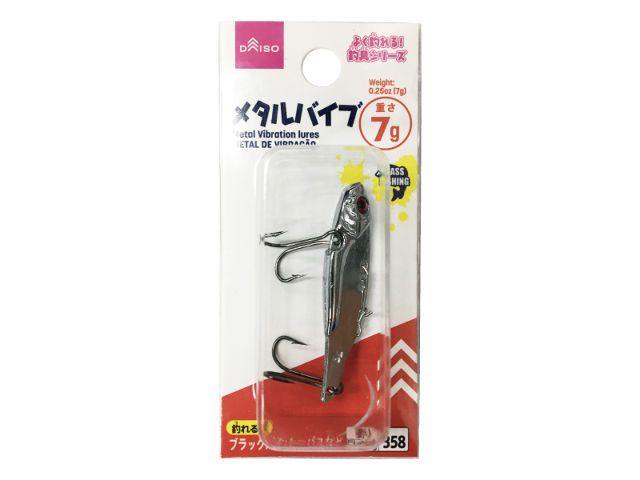 DAISO
よく釣れる!
釣具シリーズ
Weight:
0.25oz (7g)
メタルバイブ
重さ
7g
Metal Vibration lures
METAL DE VIBRAÇÃO
BASS
FISHING
釣れる
ブラック
358